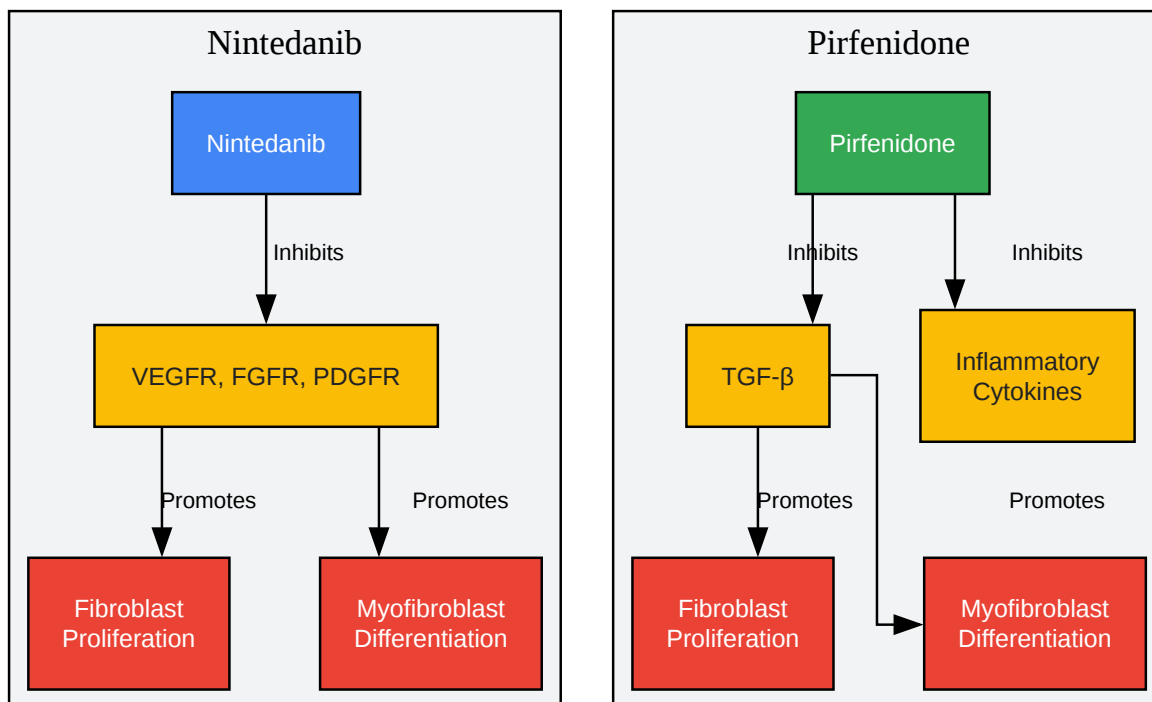 Nintedanib
Nintedanib
Inhibits
VEGFR, FGFR, PDGFR
Promotes
Promotes
Fibroblast
Proliferation
Myofibroblast
Differentiation
Pirfenidone
Pirfenidone
Inhibits
Inhibits
TGF-β
Inflammatory
Cytokines
Promotes
Promotes
Fibroblast
Proliferation
Myofibroblast
Differentiation